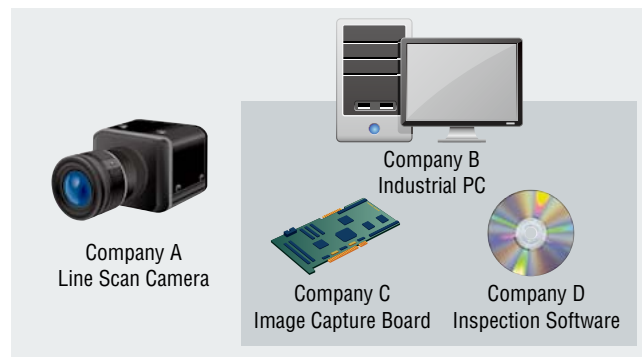 Company A
Line Scan Camera
Company B
Industrial PC
Company C
Image Capture Board
Company D
Inspection Software